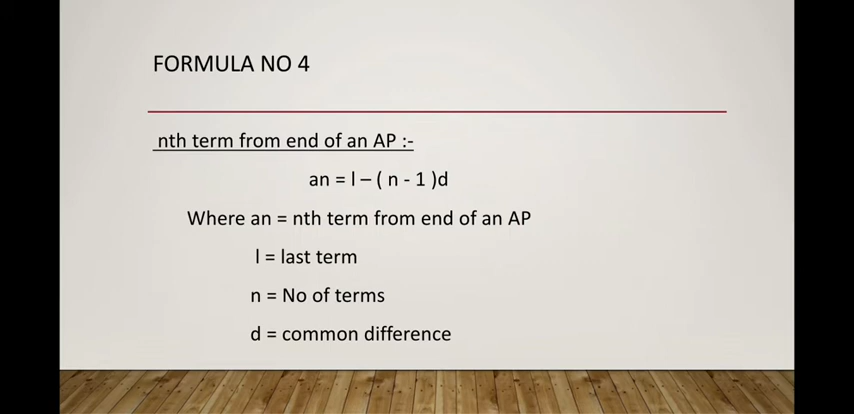 FORMULA NO 4
nth term from end of an AP :-
an = l – ( n - 1 )d
Where an = nth term from end of an AP
l = last term
n = No of terms
d = common difference